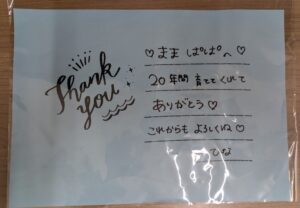 Thank
you
♡ まま ぱぱへ ♡
20年間 育ててくれて
ありがとう♡
これからも よろしくね♡
ひな